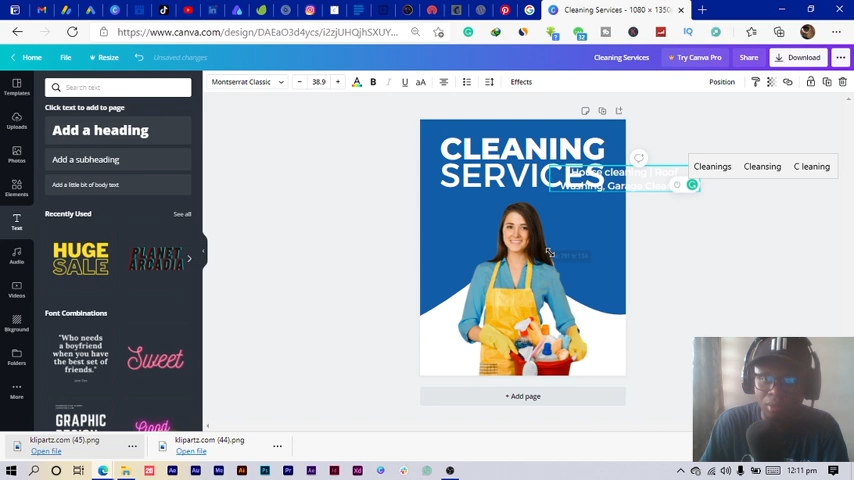 Cleaning Services - 1080 × 1350
https://www.canva.com/design/DAEaO3d4ycs/i2zjUHQjhSXUY...
Home
File
Resize
Unsaved changes
Cleaning Services
Try Canva Pro
Share
Download
Montserrat Classic
38.9
B
I
U
aA
Effects
Position
Templates
Uploads
Photos
Elements
Text
Audio
Videos
Bkground
Folders
More
Search text
Click text to add to page
Add a heading
Add a subheading
Add a little bit of body text
Recently Used
See all
HUGE
SALE
PLANET
ARCADIA
Font Combinations
"Who needs
a boyfriend
when you have
the best set of
friends."
Sweet
GRAPHIC
DESIGN
Good
CLEANING
SERVICES
House cleaning | Roof
Washing, Garage Clea
Cleanings
Cleansing
C leaning
+ Add page
klipartz.com (45).png
Open file
klipartz.com (44).png
Open file
12:11 pm